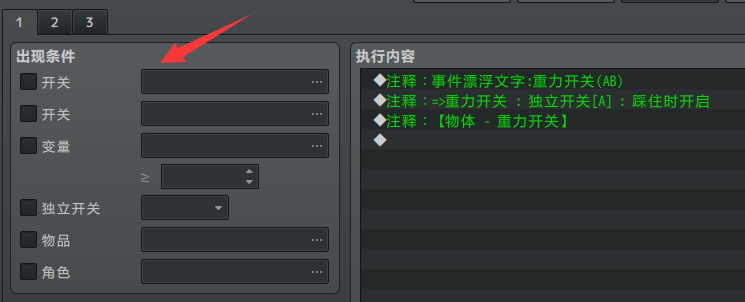 1 2 3
出现条件
开关 ...
开关 ...
变量 ...
≥
独立开关
物品 ...
角色 ...
执行内容
◆注释：事件漂浮文字:重力开关(AB)
◆注释：=>重力开关 : 独立开关[A] : 踩住时开启
◆注释：【物体 - 重力开关】
◆